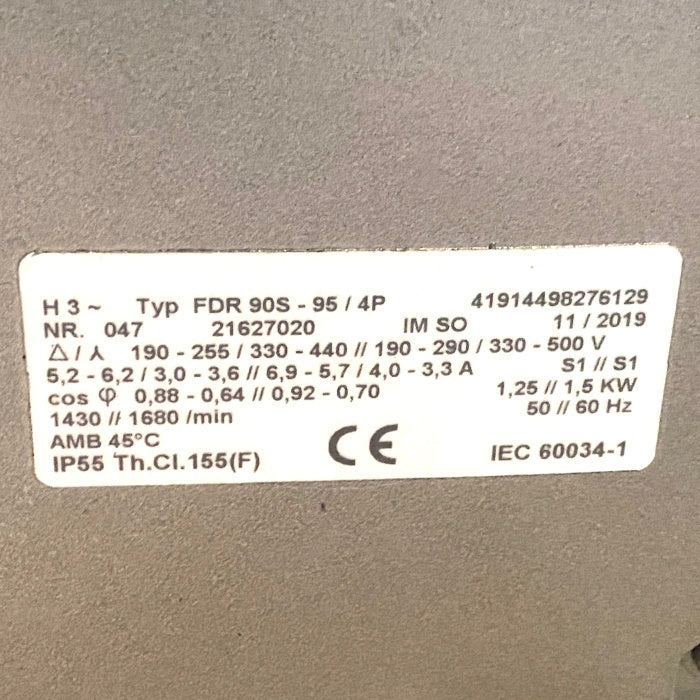 H 3 ~ Typ FDR 90S - 95 / 4P 41914498276129
NR. 047 21627020 IM SO 11 / 2019
△ / ⅄ 190 - 255 / 330 - 440 // 190 - 290 / 330 - 500 V
5,2 - 6,2 / 3,0 - 3,6 // 6,9 - 5,7 / 4,0 - 3,3 A S1 // S1
cos φ 0,88 - 0,64 // 0,92 - 0,70 1,25 // 1,5 KW
1430 // 1680 /min 50 // 60 Hz
AMB 45°C
IP55 Th.Cl.155(F) CE IEC 60034-1